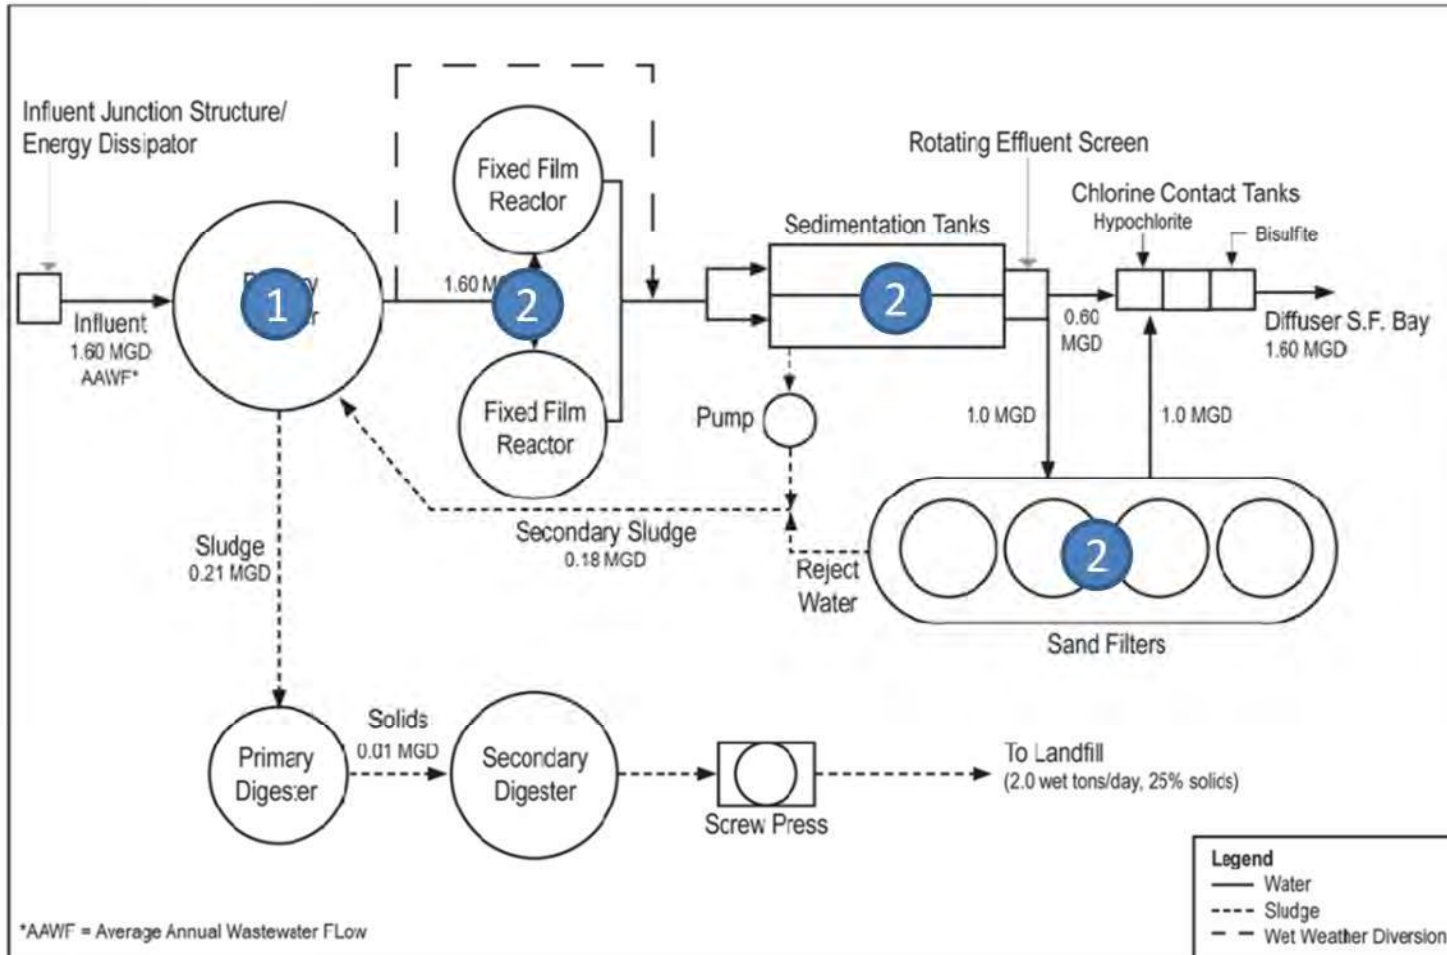 Influent Junction Structure/
Energy Dissipator
Influent
1.60 MGD
AAWF*
1
Fixed Film
Reactor
1.60
2
Fixed Film
Reactor
Sedimentation Tanks
2
Rotating Effluent Screen
Chlorine Contact Tanks
Hypochlorite
Bisulfite
0.60
MGD
Diffuser S.F. Bay
1.60 MGD
Pump
1.0 MGD
1.0 MGD
Secondary Sludge
0.18 MGD
Reject
Water
2
Sand Filters
Sludge
0.21 MGD
Primary
Digester
Solids
0.01 MGD
Secondary
Digester
Screw Press
To Landfill
(2.0 wet tons/day, 25% solids)
Legend
Water
Sludge
Wet Weather Diversion
*AAWF = Average Annual Wastewater FLow